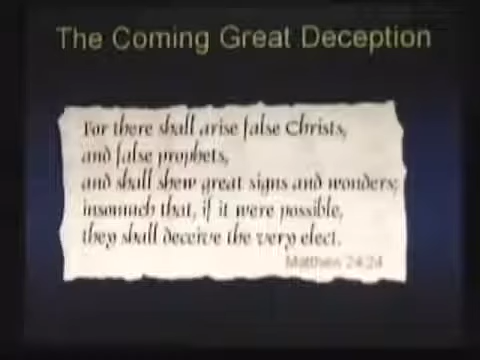 The Coming Great Deception
For there shall arise false Christs,
and false prophets,
and shall shew great signs and wonders;
insomuch that, if it were possible,
they shall deceive the very elect.
Matthew 24:24